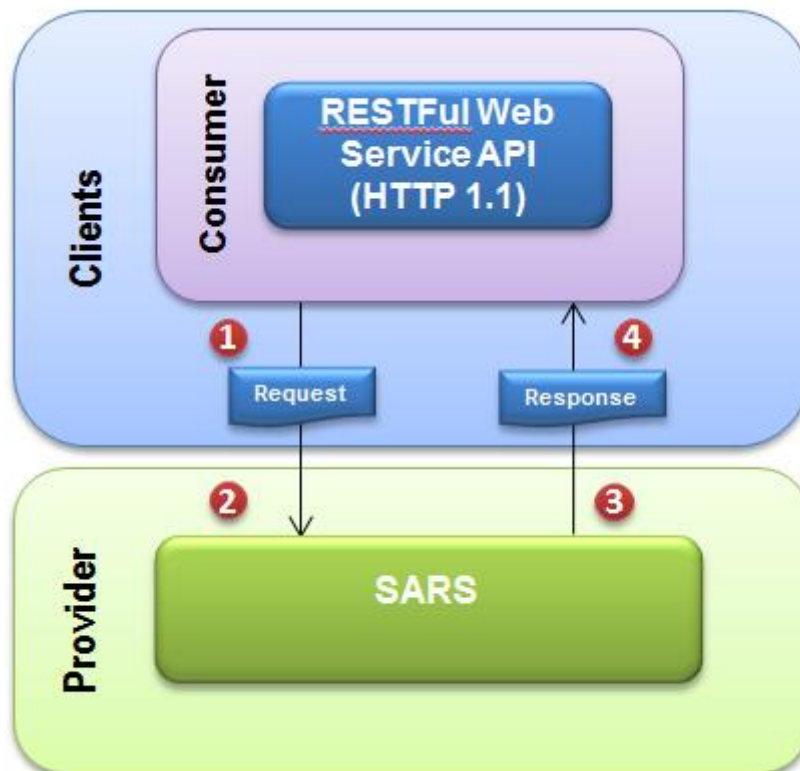 Clients
Consumer
RESTFul Web
Service API
(HTTP 1.1)
1
4
Request
Response
2
3
Provider
SARS